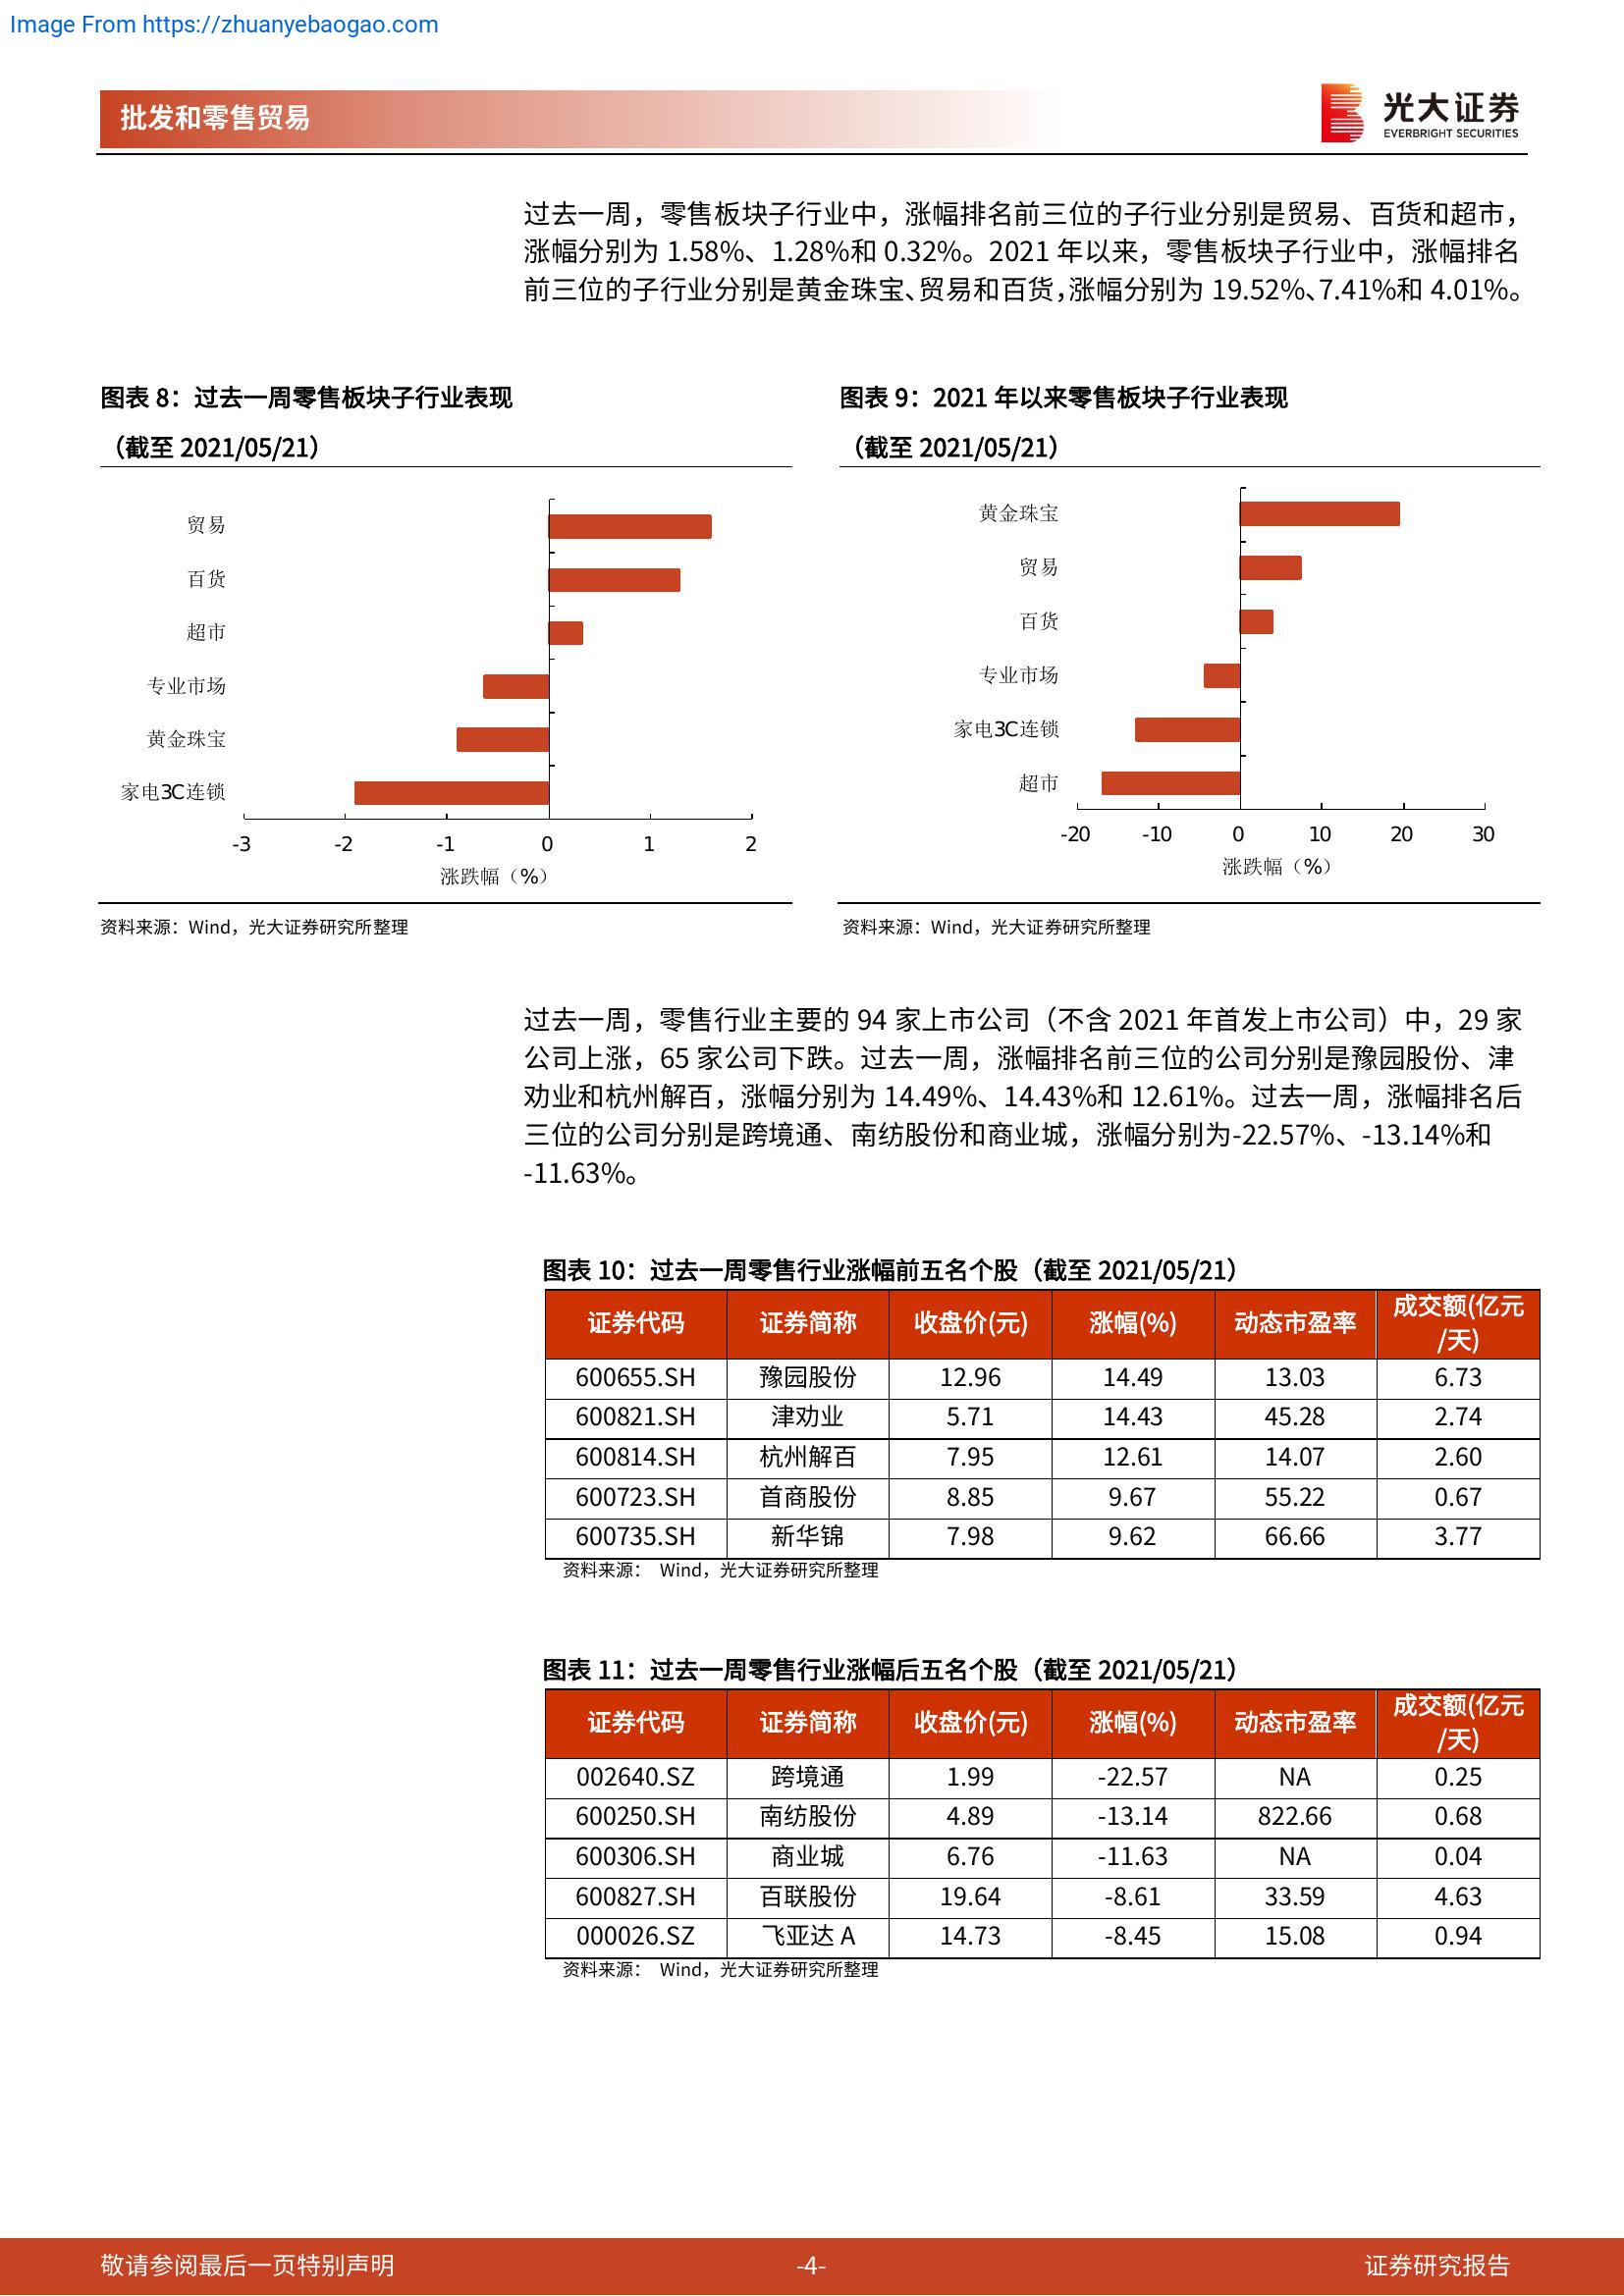 Image From https://zhuanyebaogao.com
批发和零售贸易
光大证券
EVERBRIGHT SECURITIES
过去一周，零售板块子行业中，涨幅排名前三位的子行业分别是贸易、百货和超市，
涨幅分别为 1.58%、1.28%和 0.32%。2021 年以来，零售板块子行业中，涨幅排名
前三位的子行业分别是黄金珠宝、贸易和百货，涨幅分别为 19.52%、7.41%和 4.01%。
图表 8：过去一周零售板块子行业表现
（截至 2021/05/21）
贸易
百货
超市
专业市场
黄金珠宝
家电3C连锁
-3 -2 -1 0 1 2
涨跌幅（%）
资料来源：Wind，光大证券研究所整理
图表 9：2021 年以来零售板块子行业表现
（截至 2021/05/21）
黄金珠宝
贸易
百货
专业市场
家电3C连锁
超市
-20 -10 0 10 20 30
涨跌幅（%）
资料来源：Wind，光大证券研究所整理
过去一周，零售行业主要的 94 家上市公司（不含 2021 年首发上市公司）中，29 家
公司上涨，65 家公司下跌。过去一周，涨幅排名前三位的公司分别是豫园股份、津
劝业和杭州解百，涨幅分别为 14.49%、14.43%和 12.61%。过去一周，涨幅排名后
三位的公司分别是跨境通、南纺股份和商业城，涨幅分别为-22.57%、-13.14%和
-11.63%。
图表 10：过去一周零售行业涨幅前五名个股（截至 2021/05/21）
证券代码 证券简称 收盘价(元) 涨幅(%) 动态市盈率 成交额(亿元
/天)
600655.SH 豫园股份 12.96 14.49 13.03 6.73
600821.SH 津劝业 5.71 14.43 45.28 2.74
600814.SH 杭州解百 7.95 12.61 14.07 2.60
600723.SH 首商股份 8.85 9.67 55.22 0.67
600735.SH 新华锦 7.98 9.62 66.66 3.77
资料来源： Wind，光大证券研究所整理
图表 11：过去一周零售行业涨幅后五名个股（截至 2021/05/21）
证券代码 证券简称 收盘价(元) 涨幅(%) 动态市盈率 成交额(亿元
/天)
002640.SZ 跨境通 1.99 -22.57 NA 0.25
600250.SH 南纺股份 4.89 -13.14 822.66 0.68
600306.SH 商业城 6.76 -11.63 NA 0.04
600827.SH 百联股份 19.64 -8.61 33.59 4.63
000026.SZ 飞亚达 A 14.73 -8.45 15.08 0.94
资料来源： Wind，光大证券研究所整理
敬请参阅最后一页特别声明 -4- 证券研究报告